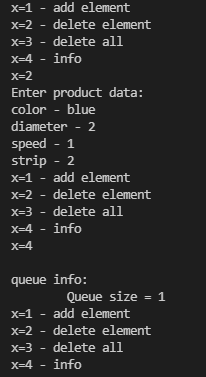 x=1 - add element
x=2 - delete element
x=3 - delete all
x=4 - info
x=2
Enter product data:
color - blue
diameter - 2
speed - 1
strip - 2
x=1 - add element
x=2 - delete element
x=3 - delete all
x=4 - info
x=4

queue info:
        Queue size = 1
x=1 - add element
x=2 - delete element
x=3 - delete all
x=4 - info